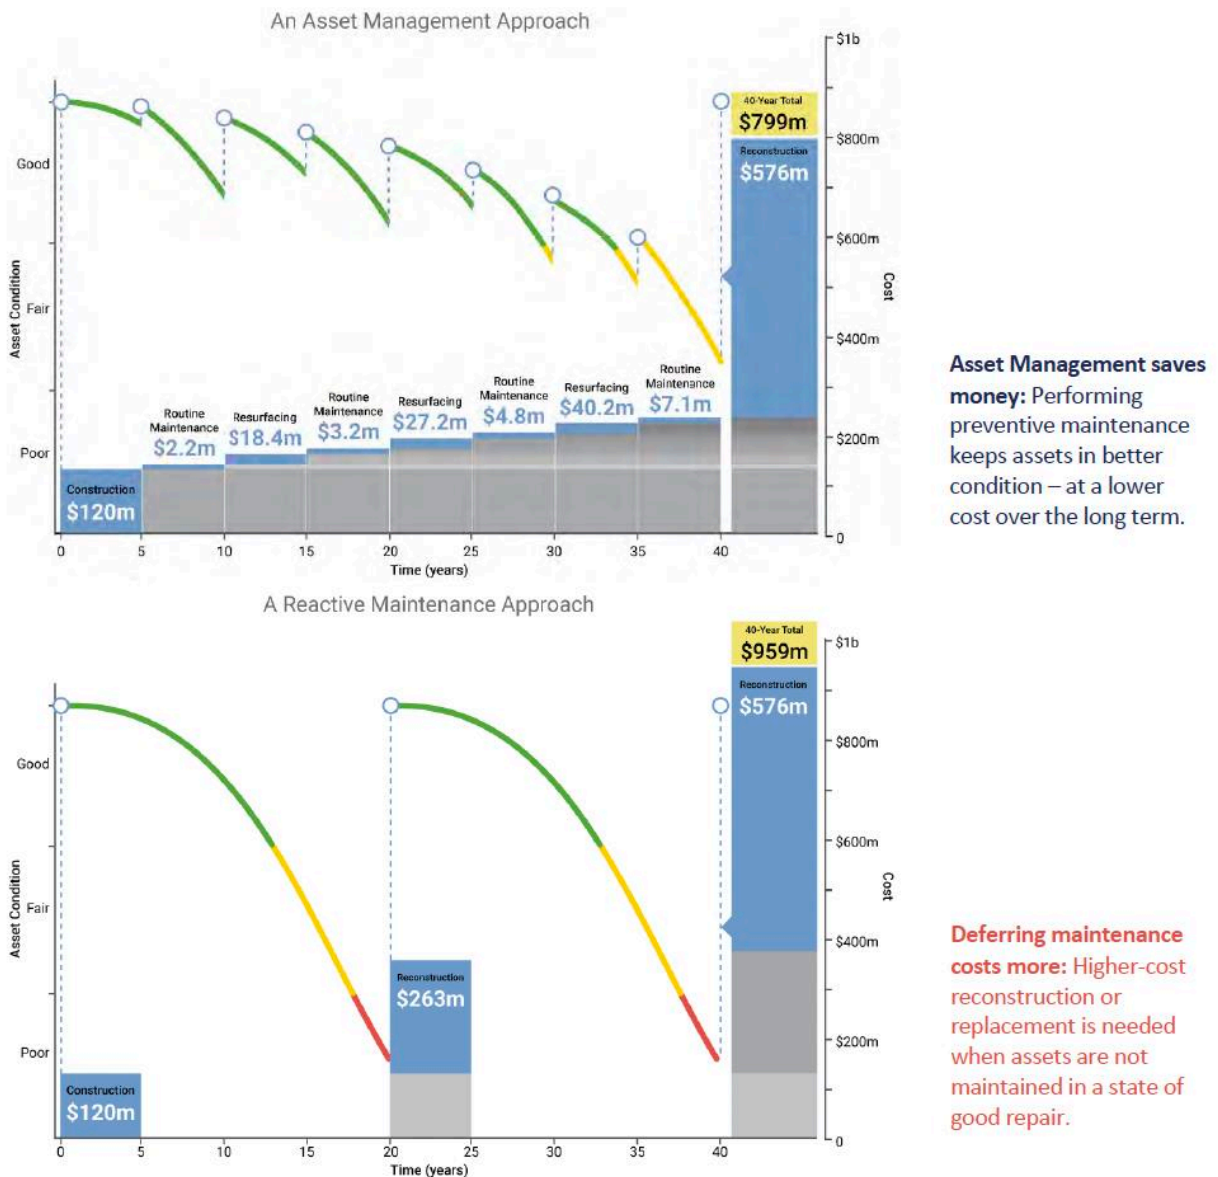 An Asset Management Approach
$1b
40-Year Total
$799m
$800m
Reconstruction
$576m
Good
$600m
Asset Condition
Cost
Fair
$400m
Routine
Maintenance
$2.2m
Resurfacing
$18.4m
Routine
Maintenance
$3.2m
Resurfacing
$27.2m
Routine
Maintenance
$4.8m
Resurfacing
$40.2m
Routine
Maintenance
$7.1m
Poor
$200m
Construction
$120m
0
0 5 10 15 20 25 30 35 40
Time (years)
Asset Management saves
money: Performing
preventive maintenance
keeps assets in better
condition – at a lower
cost over the long term.
A Reactive Maintenance Approach
40-Year Total
$959m
$1b
Reconstruction
$576m
$800m
Good
$600m
Asset Condition
Cost
Fair
$400m
Reconstruction
$263m
Poor
$200m
Construction
$120m
0
0 5 10 15 20 25 30 35 40
Time (years)
Deferring maintenance
costs more: Higher-cost
reconstruction or
replacement is needed
when assets are not
maintained in a state of
good repair.